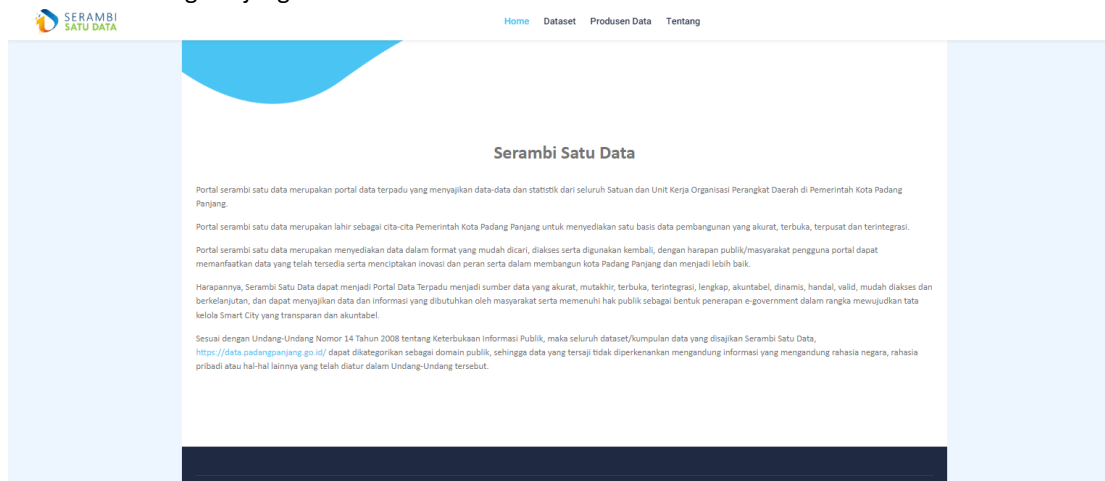 SERAMBI
SATU DATA
Home Dataset Produsen Data Tentang
Serambi Satu Data
Portal serambi satu data merupakan portal data terpadu yang menyajikan data-data dan statistik dari seluruh Satuan dan Unit Kerja Organisasi Perangkat Daerah di Pemerintah Kota Padang
Panjang.
Portal serambi satu data merupakan lahir sebagai cita-cita Pemerintah Kota Padang Panjang untuk menyediakan satu basis data pembangunan yang akurat, terbuka, terpusat dan terintegrasi.
Portal serambi satu data merupakan menyediakan data dalam format yang mudah dicari, diakses serta digunakan kembali, dengan harapan publik/masyarakat pengguna portal dapat
memanfaatkan data yang telah tersedia serta menciptakan inovasi dan peran serta dalam membangun kota Padang Panjang dan menjadi lebih baik.
Harapannya, Serambi Satu Data dapat menjadi Portal Data Terpadu menjadi sumber data yang akurat, mutakhir, terbuka, terintegrasi, lengkap, akuntabel, dinamis, handal, valid, mudah diakses dan
berkelanjutan, dan dapat menyajikan data dan informasi yang dibutuhkan oleh masyarakat serta memenuhi hak publik sebagai bentuk penerapan e-government dalam rangka mewujudkan tata
kelola Smart City yang transparan dan akuntabel.
Sesuai dengan Undang-Undang Nomor 14 Tahun 2008 tentang Keterbukaan Informasi Publik, maka seluruh dataset/kumpulan data yang disajikan Serambi Satu Data,
https://data.padangpanjang.go.id/ dapat dikategorikan sebagai domain publik, sehingga data yang tersaji tidak diperkenankan mengandung informasi yang mengandung rahasia negara, rahasia
pribadi atau hal-hal lainnya yang telah diatur dalam Undang-Undang tersebut.